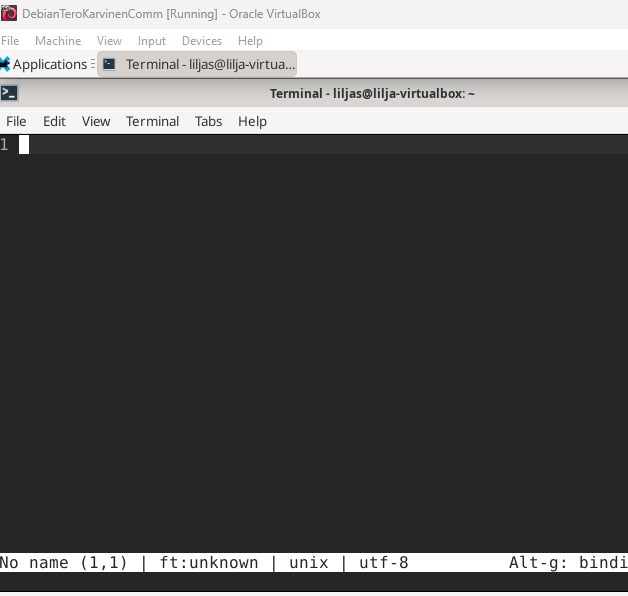 DebianTeroKarvinenComm [Running] - Oracle VirtualBox
File Machine View Input Devices Help
Applications Terminal - liljas@lilja-virtua...
Terminal - liljas@lilja-virtualbox: ~
File Edit View Terminal Tabs Help
1
No name (1,1) | ft:unknown | unix | utf-8 Alt-g: bindi